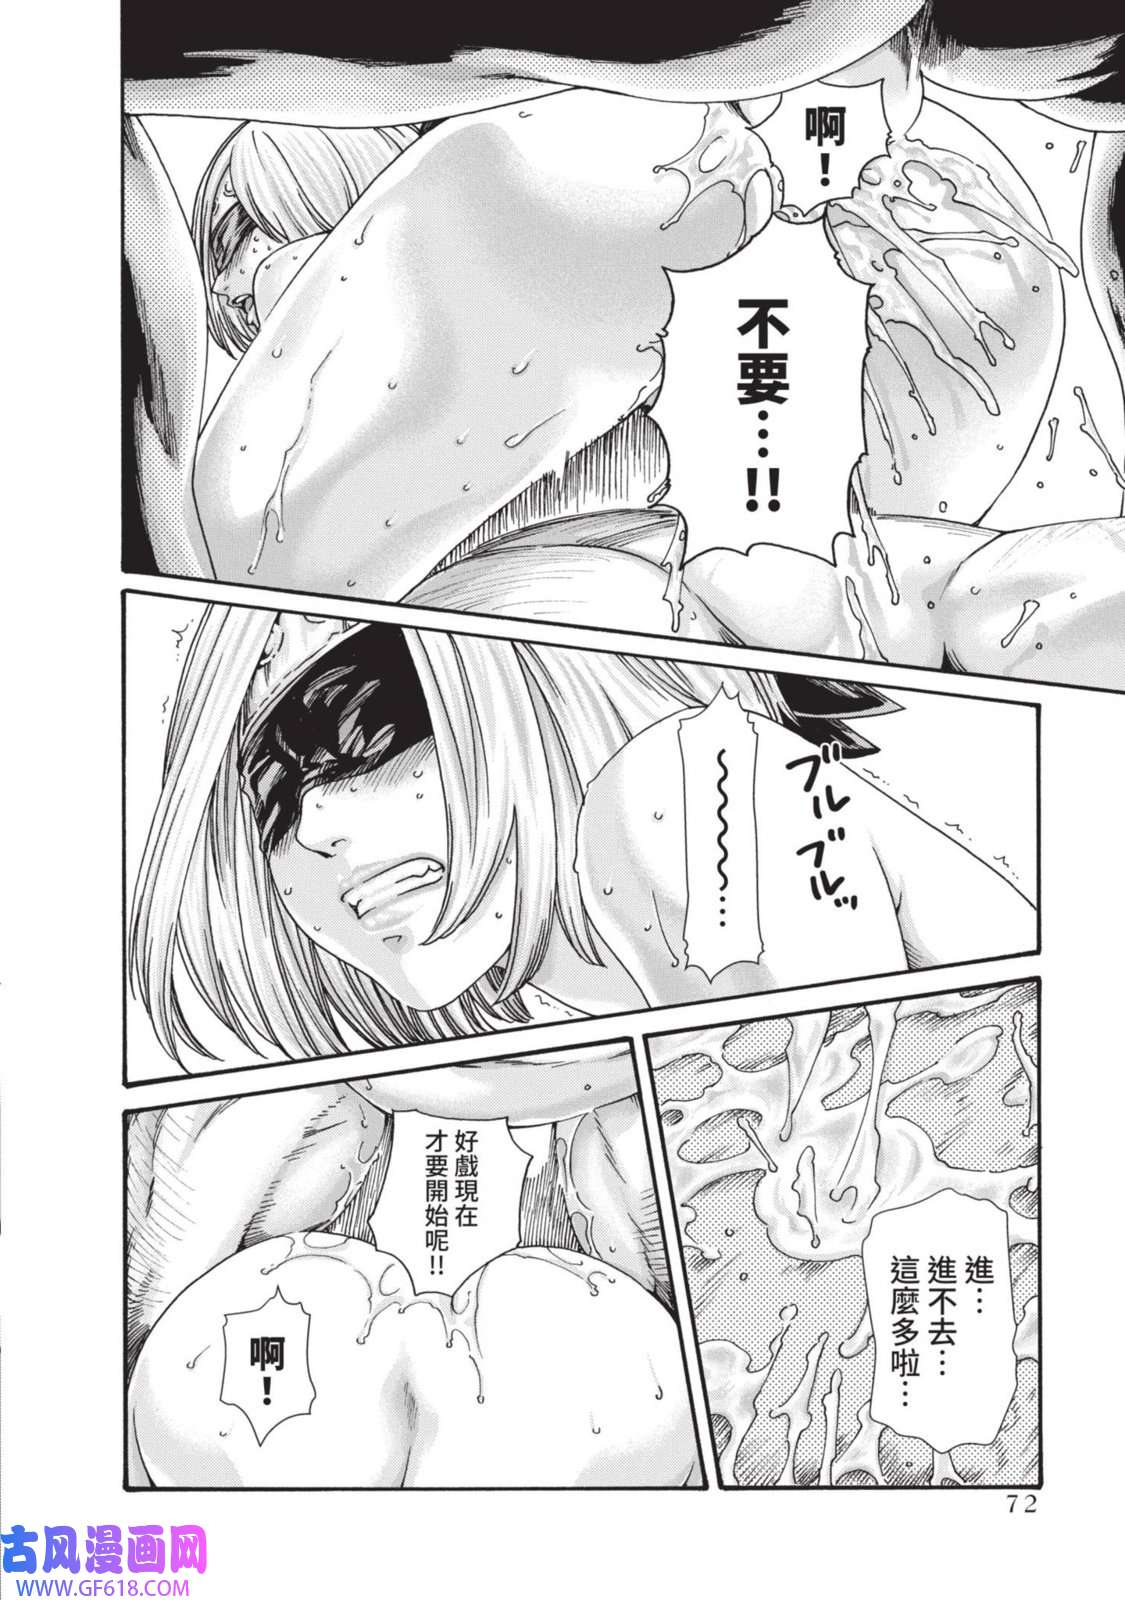 啊！
不要…!!
ブルブルッ
〜〜〜〜〜〜…
進…
進不去…
這麼多啦…
好戲現在
才要開始呢!!
啊！
72
古风漫画网
WWW.GF618.COM